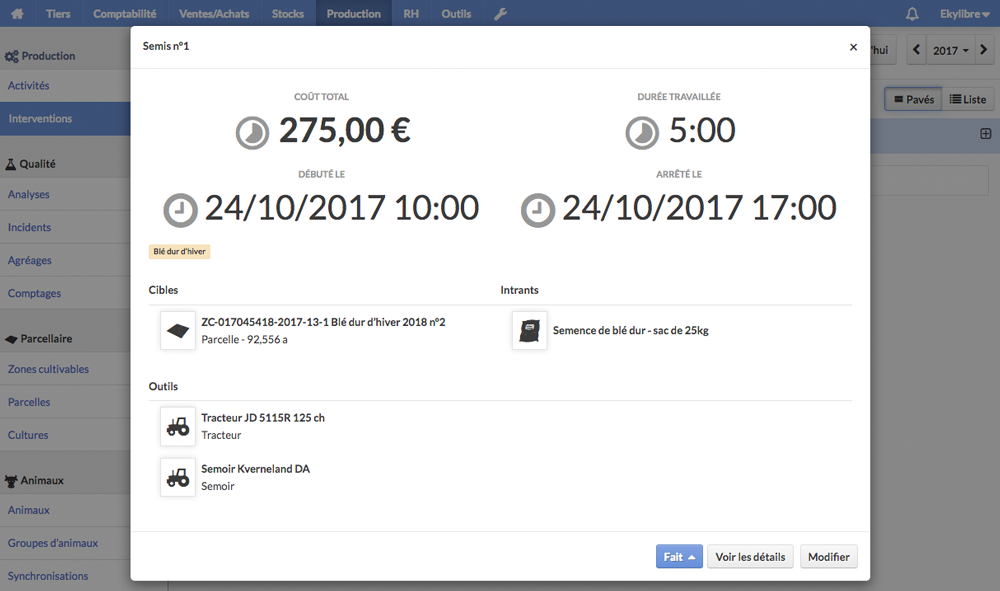 Tiers Comptabilité Ventes/Achats Stocks Production RH Outils Ekylibre
Production
Activités
Interventions
Qualité
Analyses
Incidents
Agréages
Comptages
Parcellaire
Zones cultivables
Parcelles
Cultures
Animaux
Animaux
Groupes d'animaux
Synchronisations
'hui 2017
Pavés Liste
Semis n°1 ×
COÛT TOTAL
275,00 €
DURÉE TRAVAILLÉE
5:00
DÉBUTÉ LE
24/10/2017 10:00
ARRÊTÉ LE
24/10/2017 17:00
Blé dur d'hiver
Cibles
ZC-017045418-2017-13-1 Blé dur d'hiver 2018 n°2
Parcelle - 92,556 a
Intrants
Semence de blé dur - sac de 25kg
Outils
Tracteur JD 5115R 125 ch
Tracteur
Semoir Kverneland DA
Semoir
Fait Voir les détails Modifier